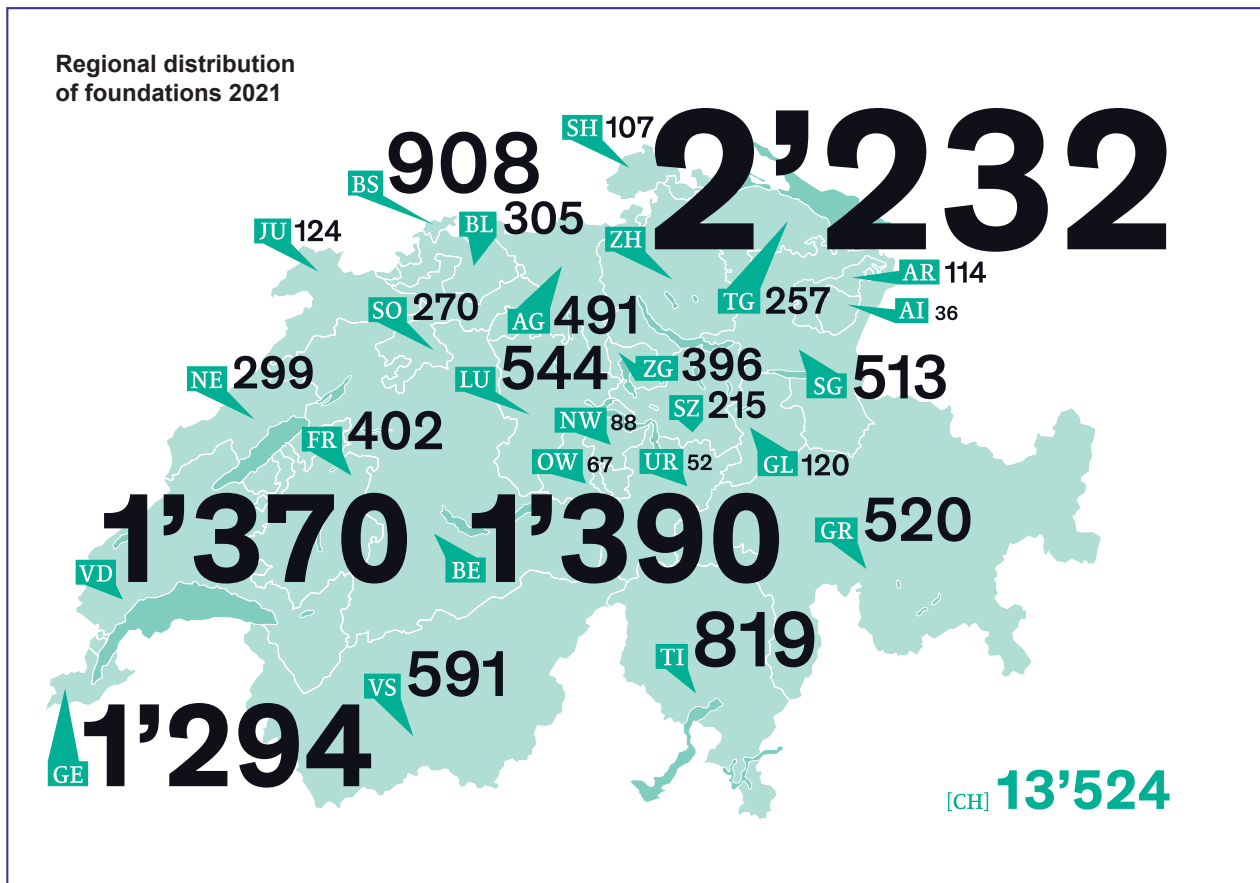 Regional distribution
of foundations 2021
SH 107
ZH 2’232
BS 908
BL 305
JU 124
AR 114
TG 257
AI 36
SO 270
AG 491
NE 299
LU 544
ZG 396
SG 513
SZ 215
NW 88
FR 402
OW 67
UR 52
GL 120
VD 1’370
BE 1’390
GR 520
TI 819
VS 591
GE 1’294
[CH] 13’524